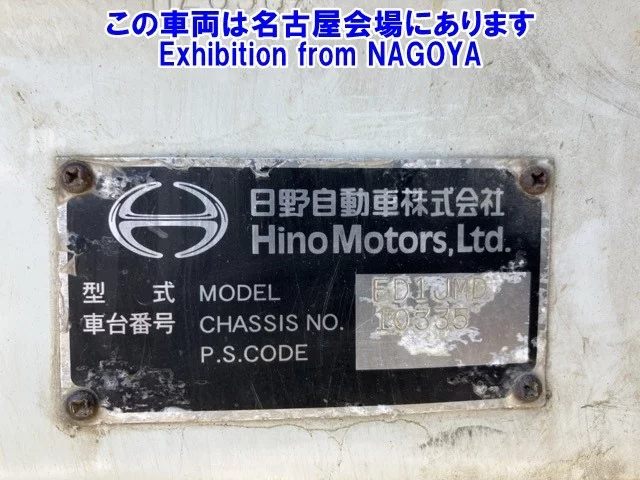 この車両は名古屋会場にあります
Exhibition from NAGOYA
日野自動車株式会社
Hino Motors, Ltd.
型 式 MODEL FD1JMD
車台番号 CHASSIS NO. 10335
P.S.CODE